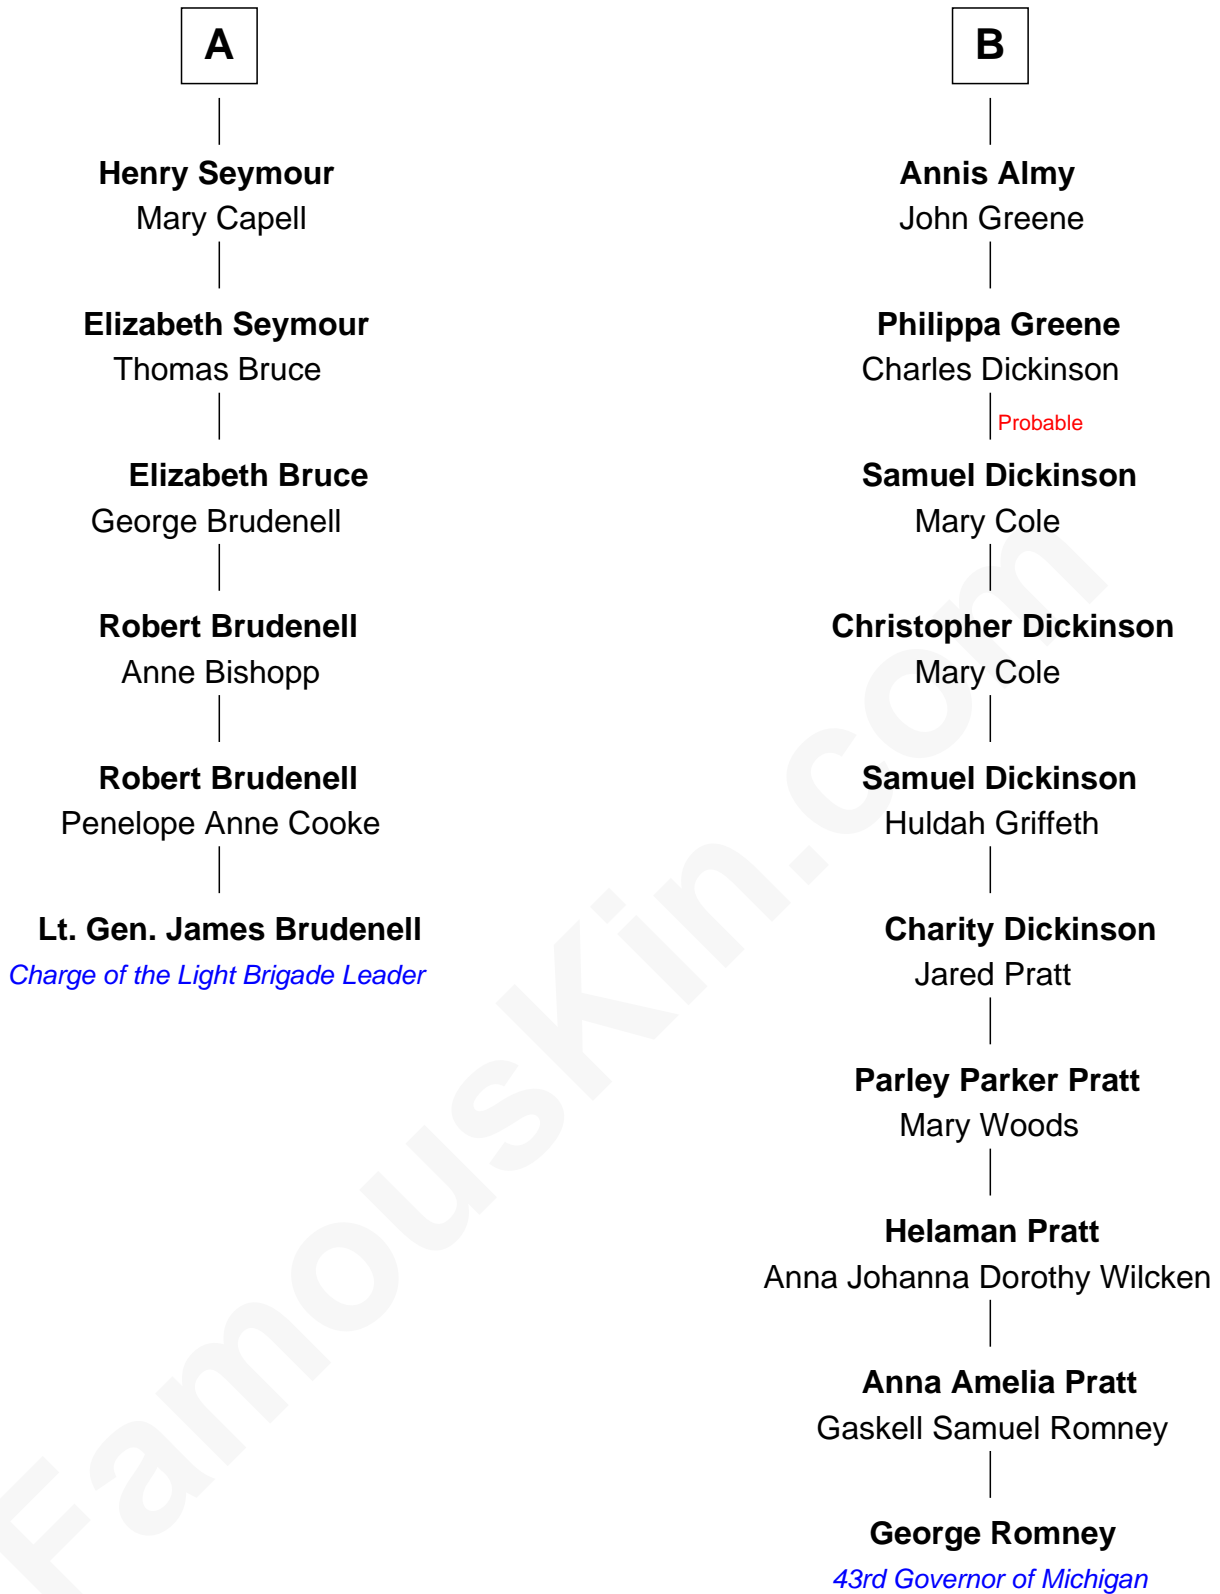 A
Henry Seymour
Mary Capell
Elizabeth Seymour
Thomas Bruce
Elizabeth Bruce
George Brudenell
Robert Brudenell
Anne Bishopp
Robert Brudenell
Penelope Anne Cooke
Lt. Gen. James Brudenell
Charge of the Light Brigade Leader
B
Annis Almy
John Greene
Philippa Greene
Charles Dickinson
Probable
Samuel Dickinson
Mary Cole
Christopher Dickinson
Mary Cole
Samuel Dickinson
Huldah Griffeth
Charity Dickinson
Jared Pratt
Parley Parker Pratt
Mary Woods
Helaman Pratt
Anna Johanna Dorothy Wilcken
Anna Amelia Pratt
Gaskell Samuel Romney
George Romney
43rd Governor of Michigan
FamousKin.com